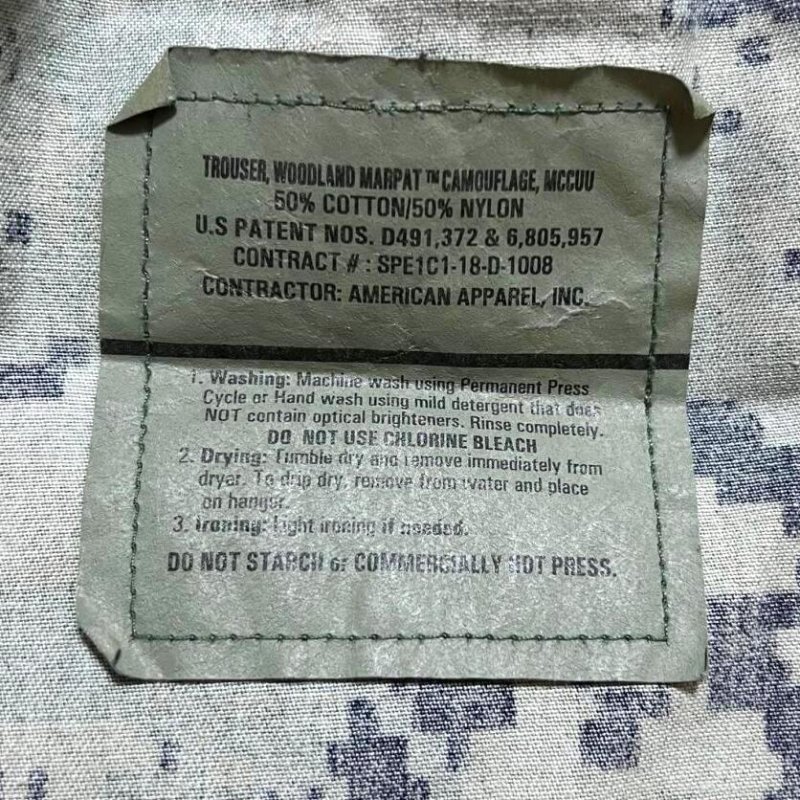 TROUSER, WOODLAND MARPAT™ CAMOUFLAGE, MCCUU
50% COTTON/50% NYLON
U.S PATENT NOS. D491,372 & 6,805,957
CONTRACT # : SPE1C1-18-D-1008
CONTRACTOR: AMERICAN APPAREL, INC.
1. Washing: Machine wash using Permanent Press
Cycle or Hand wash using mild detergent that does
NOT contain optical brighteners. Rinse completely.
DO NOT USE CHLORINE BLEACH
2. Drying: Tumble dry and remove immediately from
dryer. To drip dry, remove from water and place
on hanger.
3. Ironing: Light ironing if needed.
DO NOT STARCH or COMMERCIALLY HOT PRESS.